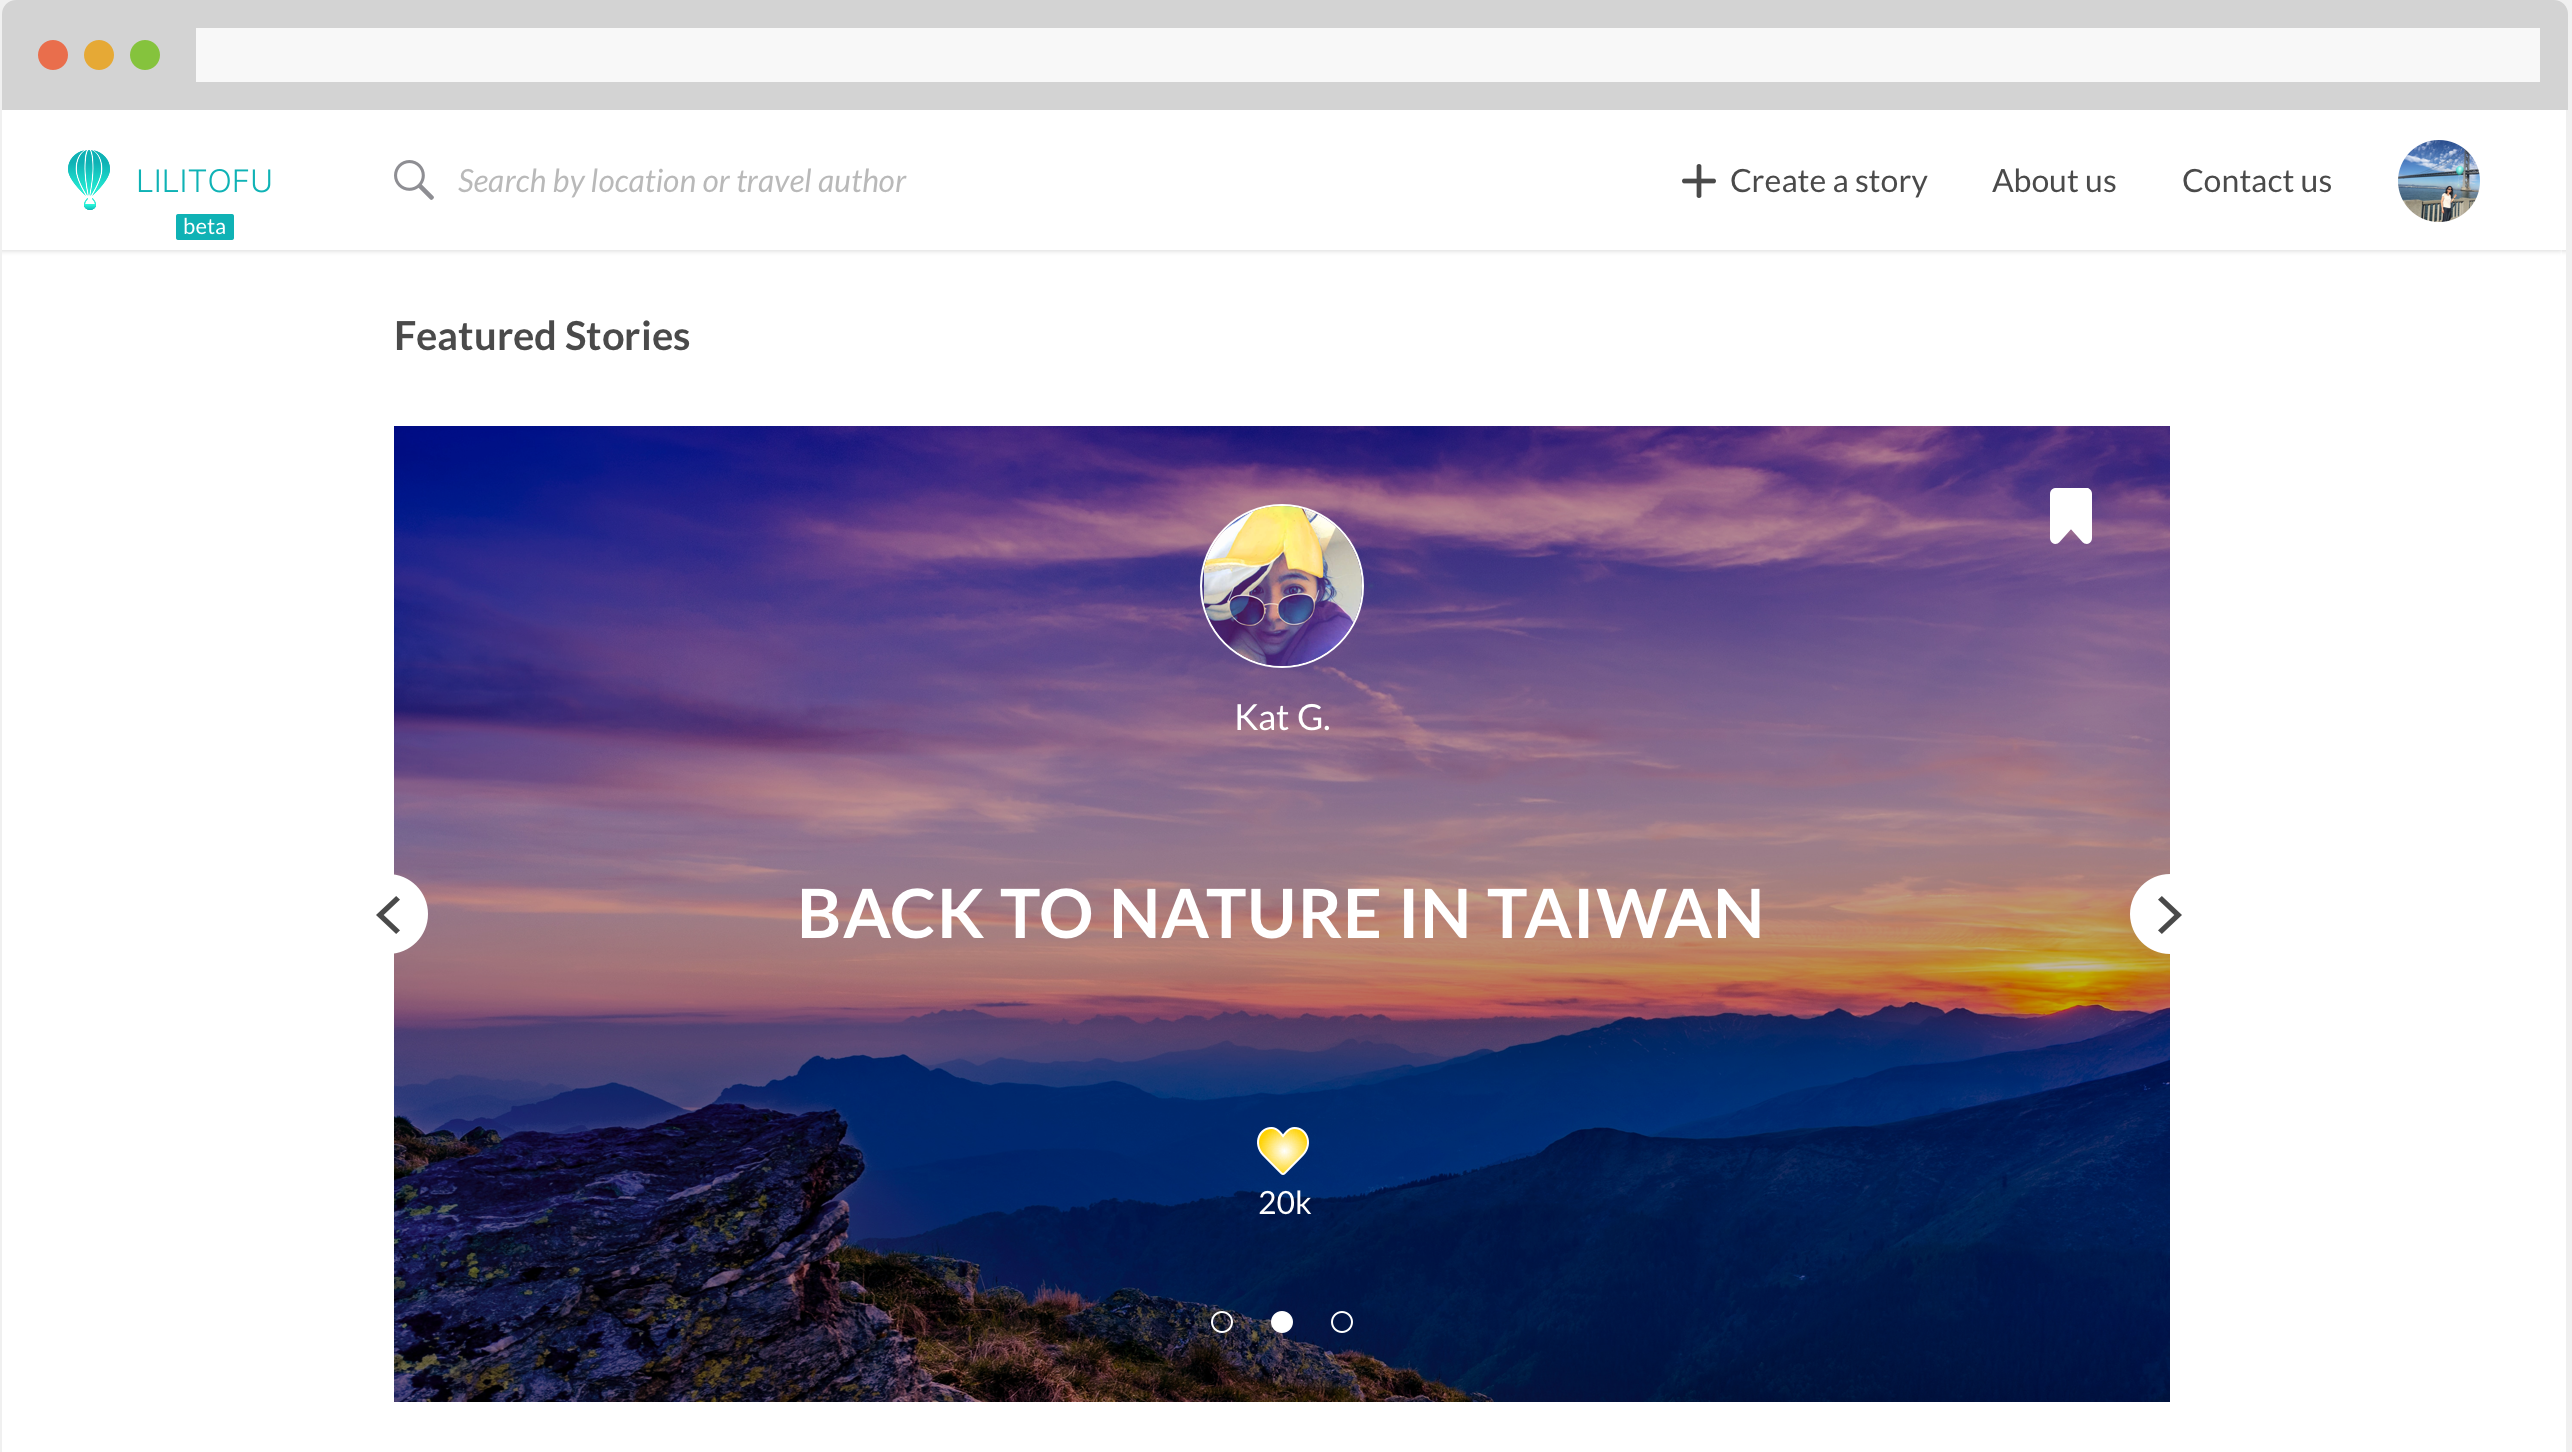 LILITOFU
beta
Search by location or travel author
Create a story
About us
Contact us
Featured Stories
Kat G.
BACK TO NATURE IN TAIWAN
20k